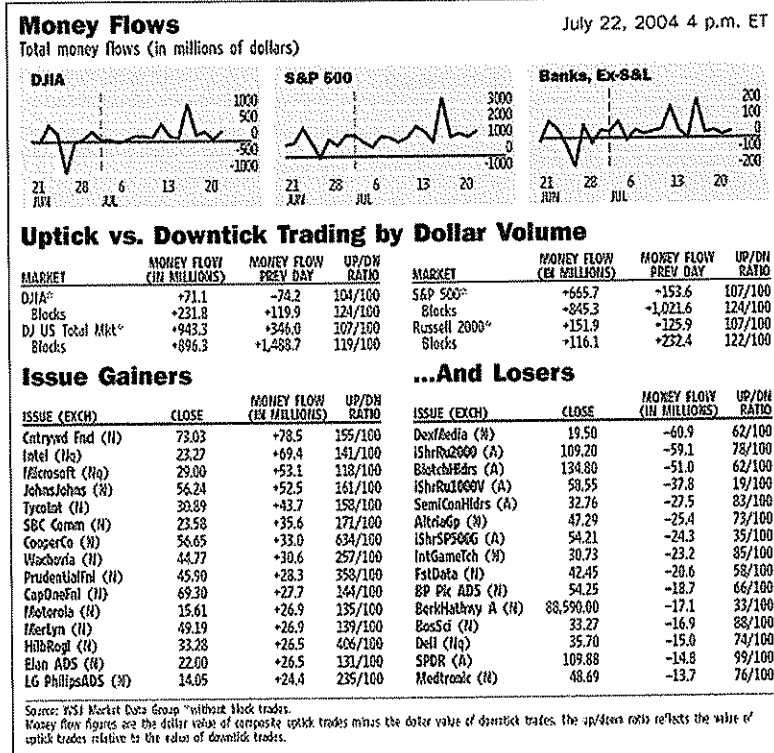 Money Flows
July 22, 2004 4 p.m. ET
Total money flows (in millions of dollars)
DJIA
1000
500
0
-500
-1000
21 28 6 13 20
JUN JUL
S&P 500
3000
2000
1000
0
-1000
21 28 6 13 20
JUN JUL
Banks, Ex-S&L
200
100
0
-100
-200
21 28 6 13 20
JUN JUL
Uptick vs. Downtick Trading by Dollar Volume
MARKET MONEY FLOW (IN MILLIONS) MONEY FLOW PREV DAY UP/DN RATIO
DJIA* +71.1 -74.2 104/100
Blocks +231.8 +119.9 124/100
DJ US Total Mkt* +943.3 +346.0 107/100
Blocks +896.3 +1,488.7 119/100
MARKET MONEY FLOW (IN MILLIONS) MONEY FLOW PREV DAY UP/DN RATIO
S&P 500* +665.7 +153.6 107/100
Blocks +845.3 +1,021.6 124/100
Russell 2000* +151.9 +125.9 107/100
Blocks +116.1 +232.4 122/100
Issue Gainers
ISSUE (EXCH) CLOSE MONEY FLOW (IN MILLIONS) UP/DN RATIO
Cntrywd Fnd (N) 73.03 +78.5 155/100
Intel (Nq) 23.27 +69.4 141/100
Microsoft (Nq) 29.00 +53.1 118/100
JohnsJohns (N) 56.24 +52.5 161/100
TycoInt (N) 30.89 +43.7 158/100
SBC Comm (N) 23.58 +35.6 171/100
CooperCo (N) 56.65 +33.0 634/100
Wachovia (N) 44.77 +30.6 257/100
PrudentialFnl (N) 45.90 +28.3 358/100
CapOneFnl (N) 69.30 +27.7 144/100
Motorola (N) 15.61 +26.9 135/100
MerLyn (N) 49.19 +26.9 139/100
HilbRogl (N) 33.28 +26.5 406/100
Elan ADS (N) 22.00 +26.5 131/100
LG PhilipsADS (N) 14.05 +24.4 235/100
...And Losers
ISSUE (EXCH) CLOSE MONEY FLOW (IN MILLIONS) UP/DN RATIO
DexMedia (N) 19.50 -60.9 62/100
iShrRu2000 (A) 109.20 -59.1 78/100
BiotchHldrs (A) 134.80 -51.0 62/100
iShrRu1000V (A) 58.55 -37.8 19/100
SemiConHldrs (A) 32.76 -27.5 83/100
AltriaGp (N) 47.29 -25.4 73/100
iShrSP500G (A) 54.21 -24.3 35/100
IntGameTch (N) 30.73 -23.2 85/100
FstData (N) 42.45 -20.6 58/100
BP Plc ADS (N) 54.25 -18.7 66/100
BerkHathwy A (N) 88,590.00 -17.1 33/100
BosSci (N) 33.27 -16.9 88/100
Dell (Nq) 35.70 -15.0 74/100
SPDR (A) 109.88 -14.8 99/100
Medtronic (N) 48.69 -13.7 76/100
Source: WSJ Market Data Group *without block trades.
Money flow figures are the dollar value of composite uptick trades minus the dollar value of downtick trades. The up/down ratio reflects the value of
uptick trades relative to the value of downtick trades.